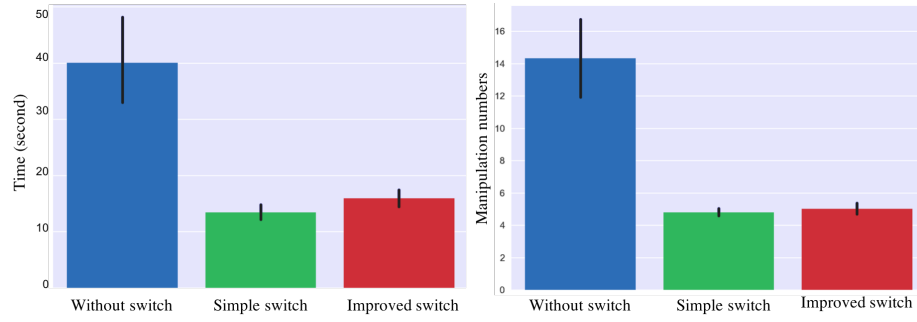 50
40
30
20
10
0
Time (second)
Without switch
Simple switch
Improved switch
16
14
12
10
8
6
4
2
0
Manipulation numbers
Without switch
Simple switch
Improved switch